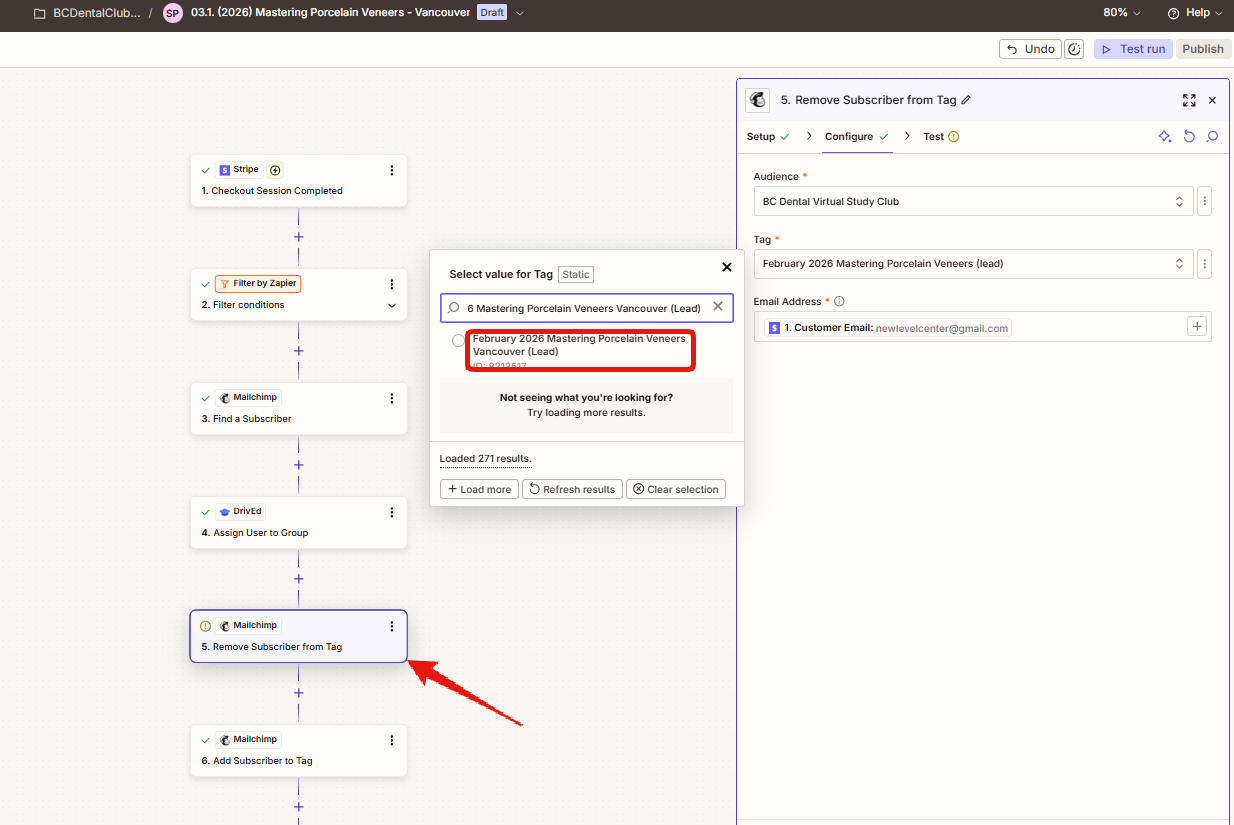 BCDentalClub... / SP 03.1. (2026) Mastering Porcelain Veneers - Vancouver Draft
80% Help
Undo Test run Publish
Stripe
1. Checkout Session Completed
Filter by Zapier
2. Filter conditions
Mailchimp
3. Find a Subscriber
DrivEd
4. Assign User to Group
Mailchimp
5. Remove Subscriber from Tag
Mailchimp
6. Add Subscriber to Tag
Select value for Tag Static
6 Mastering Porcelain Veneers Vancouver (Lead)
February 2026 Mastering Porcelain Veneers
Vancouver (Lead)
ID: 8213517
Not seeing what you're looking for?
Try loading more results.
Loaded 271 results.
Load more Refresh results Clear selection
5. Remove Subscriber from Tag
Setup Configure Test
Audience *
BC Dental Virtual Study Club
Tag *
February 2026 Mastering Porcelain Veneers (lead)
Email Address *
1. Customer Email: newlevelcenter@gmail.com